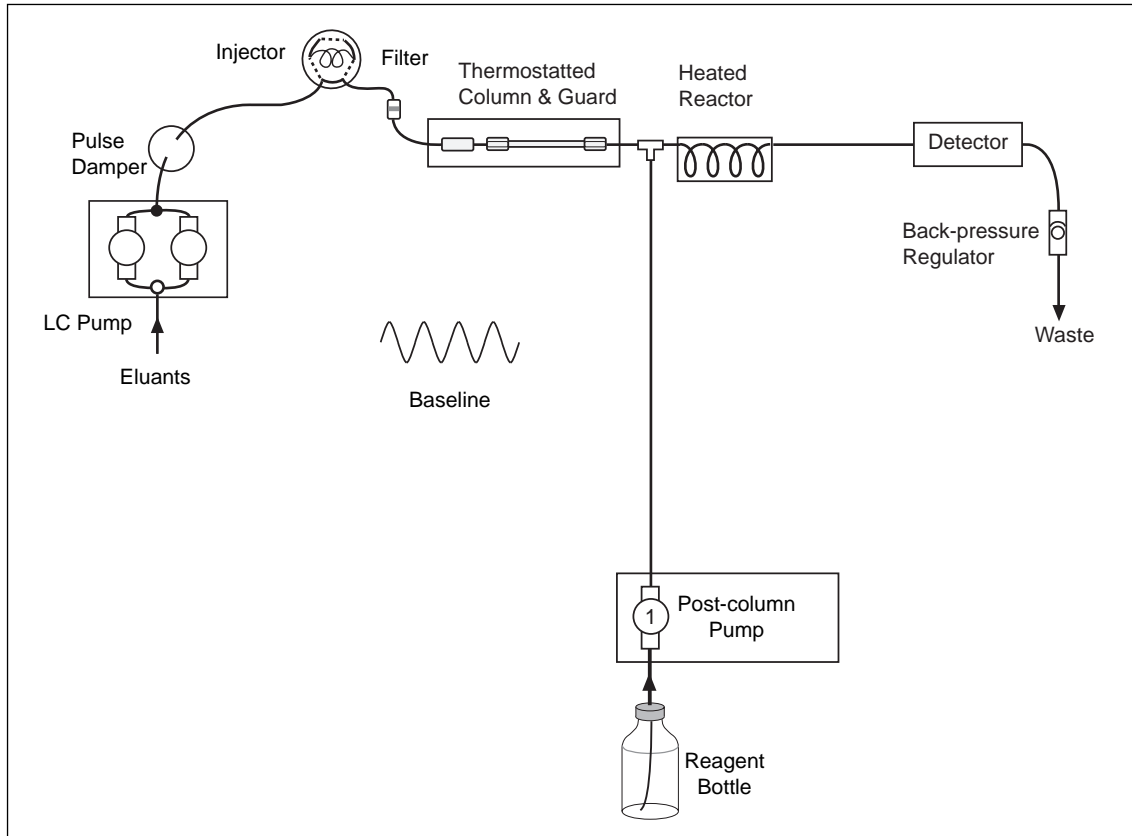 Injector
Filter
Thermostatted
Column & Guard
Heated
Reactor
Pulse
Damper
Detector
Back-pressure
Regulator
LC Pump
Waste
Eluants
Baseline
1
Post-column
Pump
Reagent
Bottle